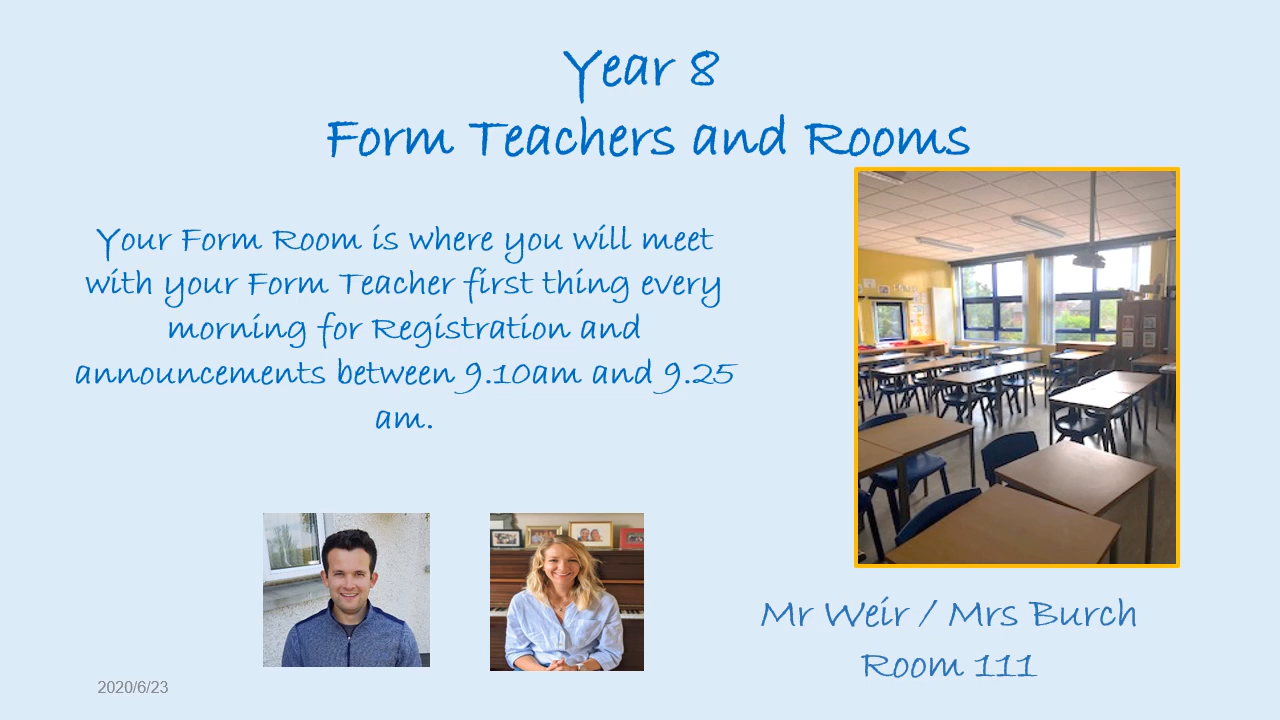 Year 8
Form Teachers and Rooms
Your Form Room is where you will meet
with your Form Teacher first thing every
morning for Registration and
announcements between 9.10am and 9.25
am.
Mr Weir / Mrs Burch
Room 111
2020/6/23